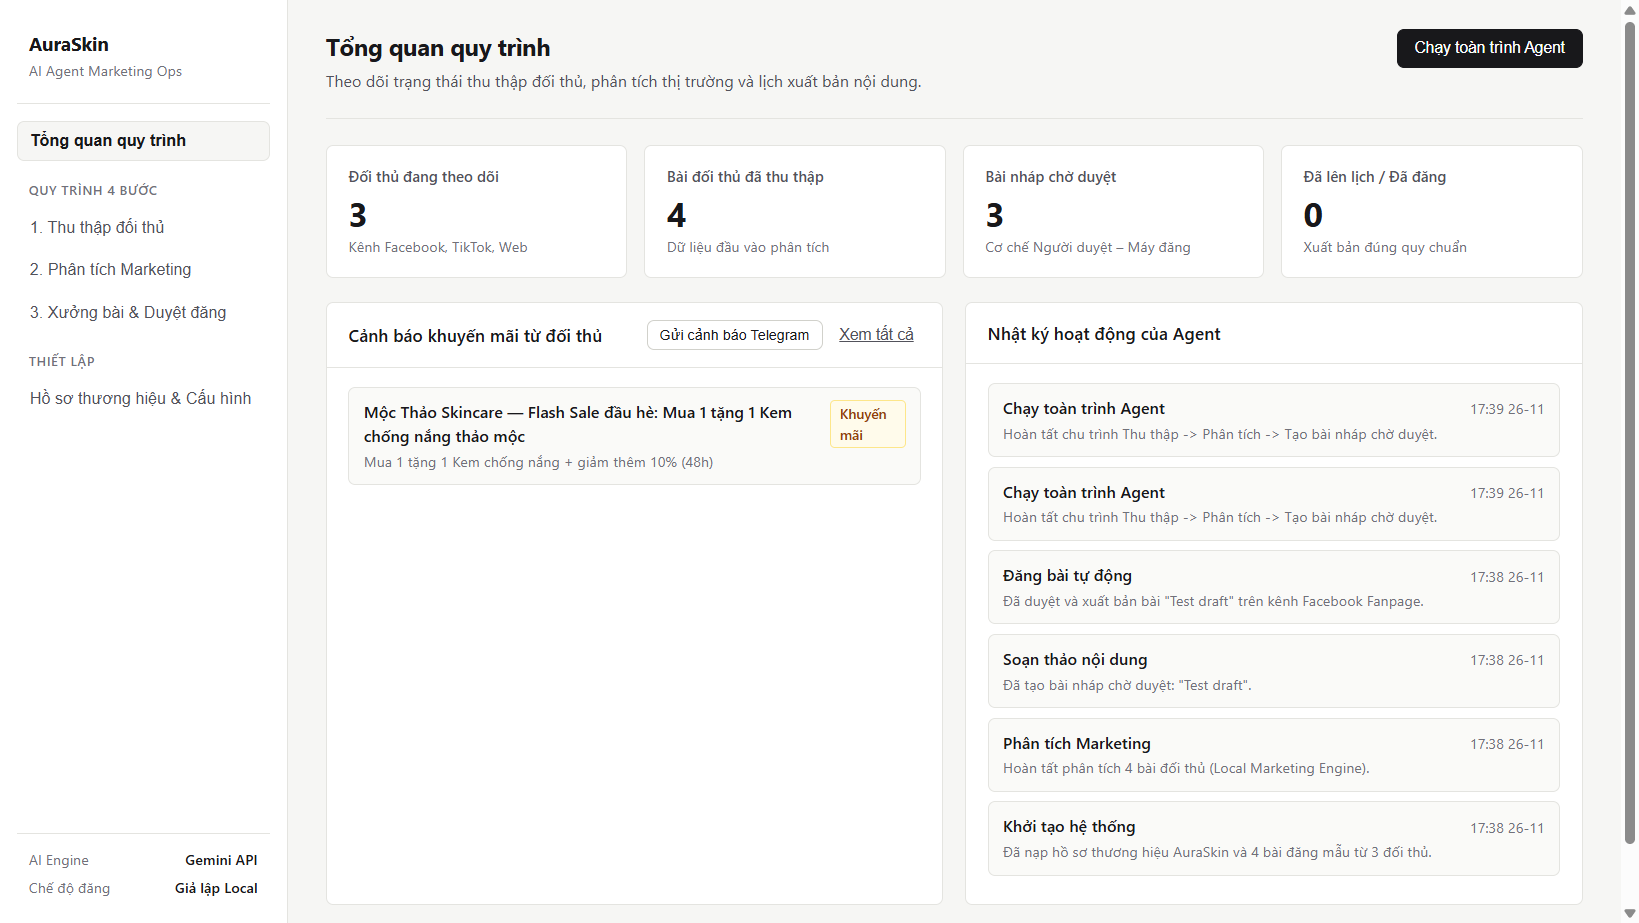 AuraSkin
AI Agent Marketing Ops
Tổng quan quy trình
QUY TRÌNH 4 BƯỚC
1. Thu thập đối thủ
2. Phân tích Marketing
3. Xưởng bài & Duyệt đăng
THIẾT LẬP
Hồ sơ thương hiệu & Cấu hình
AI Engine Gemini API
Chế độ đăng Giả lập Local
Tổng quan quy trình
Theo dõi trạng thái thu thập đối thủ, phân tích thị trường và lịch xuất bản nội dung.
Chạy toàn trình Agent
Đối thủ đang theo dõi
3
Kênh Facebook, TikTok, Web
Bài đối thủ đã thu thập
4
Dữ liệu đầu vào phân tích
Bài nháp chờ duyệt
3
Cơ chế Người duyệt – Máy đăng
Đã lên lịch / Đã đăng
0
Xuất bản đúng quy chuẩn
Cảnh báo khuyến mãi từ đối thủ
Gửi cảnh báo Telegram
Xem tất cả
Mộc Thảo Skincare — Flash Sale đầu hè: Mua 1 tặng 1 Kem
chống nắng thảo mộc
Khuyến
mãi
Mua 1 tặng 1 Kem chống nắng + giảm thêm 10% (48h)
Nhật ký hoạt động của Agent
Chạy toàn trình Agent 17:39 26-11
Hoàn tất chu trình Thu thập -> Phân tích -> Tạo bài nháp chờ duyệt.
Chạy toàn trình Agent 17:39 26-11
Hoàn tất chu trình Thu thập -> Phân tích -> Tạo bài nháp chờ duyệt.
Đăng bài tự động 17:38 26-11
Đã duyệt và xuất bản bài "Test draft" trên kênh Facebook Fanpage.
Soạn thảo nội dung 17:38 26-11
Đã tạo bài nháp chờ duyệt: "Test draft".
Phân tích Marketing 17:38 26-11
Hoàn tất phân tích 4 bài đối thủ (Local Marketing Engine).
Khởi tạo hệ thống 17:38 26-11
Đã nạp hồ sơ thương hiệu AuraSkin và 4 bài đăng mẫu từ 3 đối thủ.